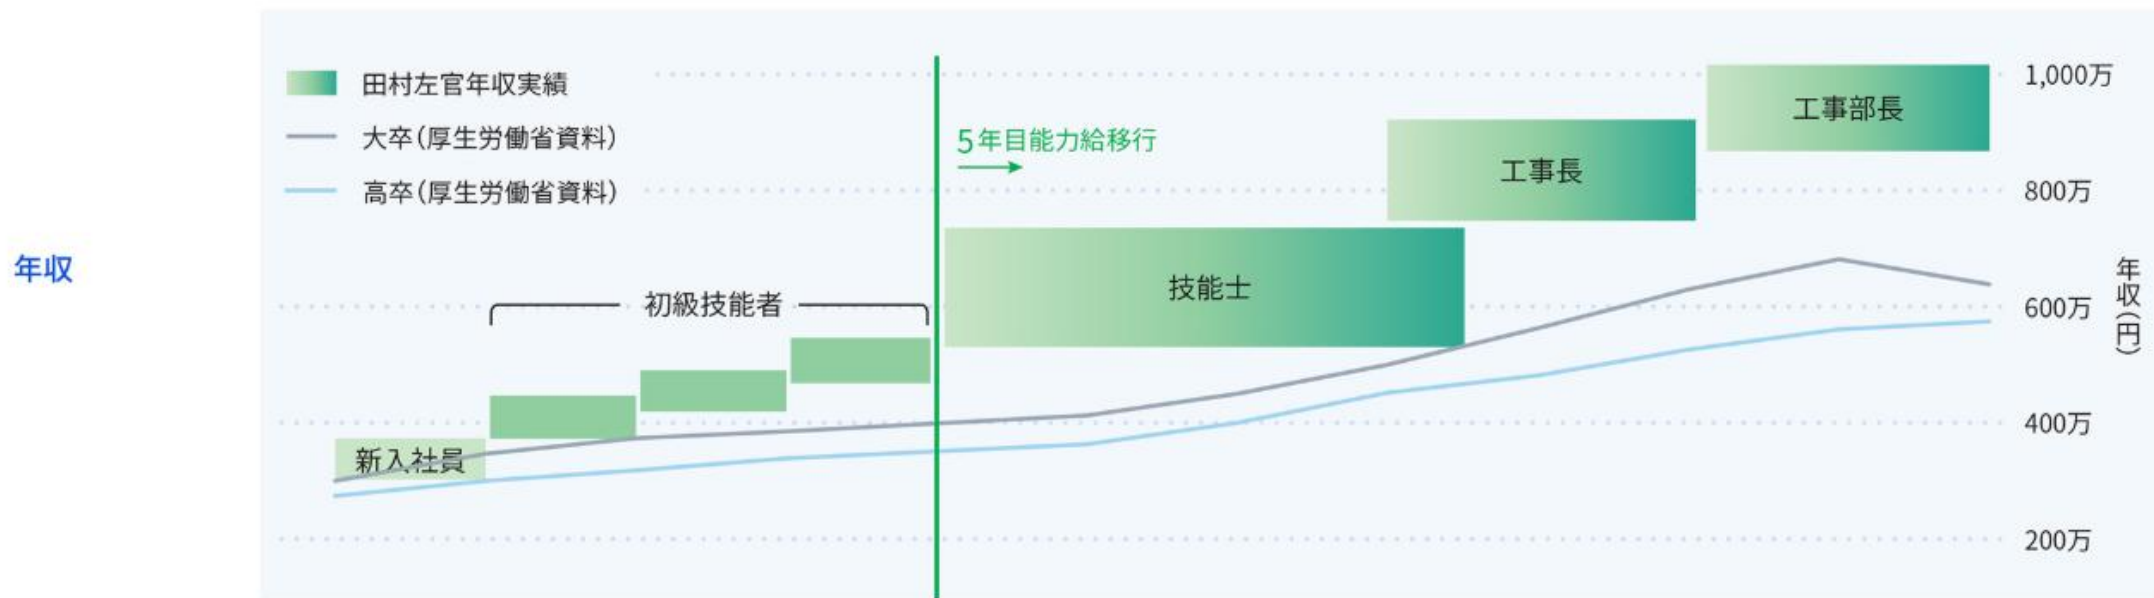 年収
田村左官年収実績
大卒(厚生労働省資料)
高卒(厚生労働省資料)
5年目能力給移行
新入社員
初級技能者
技能士
工事長
工事部長
1,000万
800万
600万
400万
200万
年収(円)